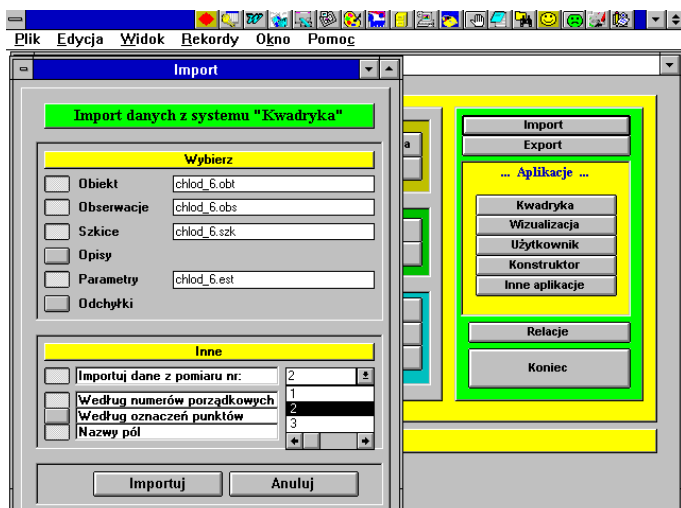 Plik Edycja Widok Rekordy Okno Pomoc
Import
Import danych z systemu "Kwadryka"
Wybierz
Obiekt chlod_6.obt
Obserwacje chlod_6.obs
Szkice chlod_6.szk
Opisy
Parametry chlod_6.est
Odchyłki
Inne
Importuj dane z pomiaru nr: 2
1
2
3
Według numerów porządkowych
Według oznaczeń punktów
Nazwy pól
Importuj Anuluj
a
Import
Export
... Aplikacje ...
Kwadryka
Wizualizacja
Użytkownik
Konstruktor
Inne aplikacje
Relacje
Koniec